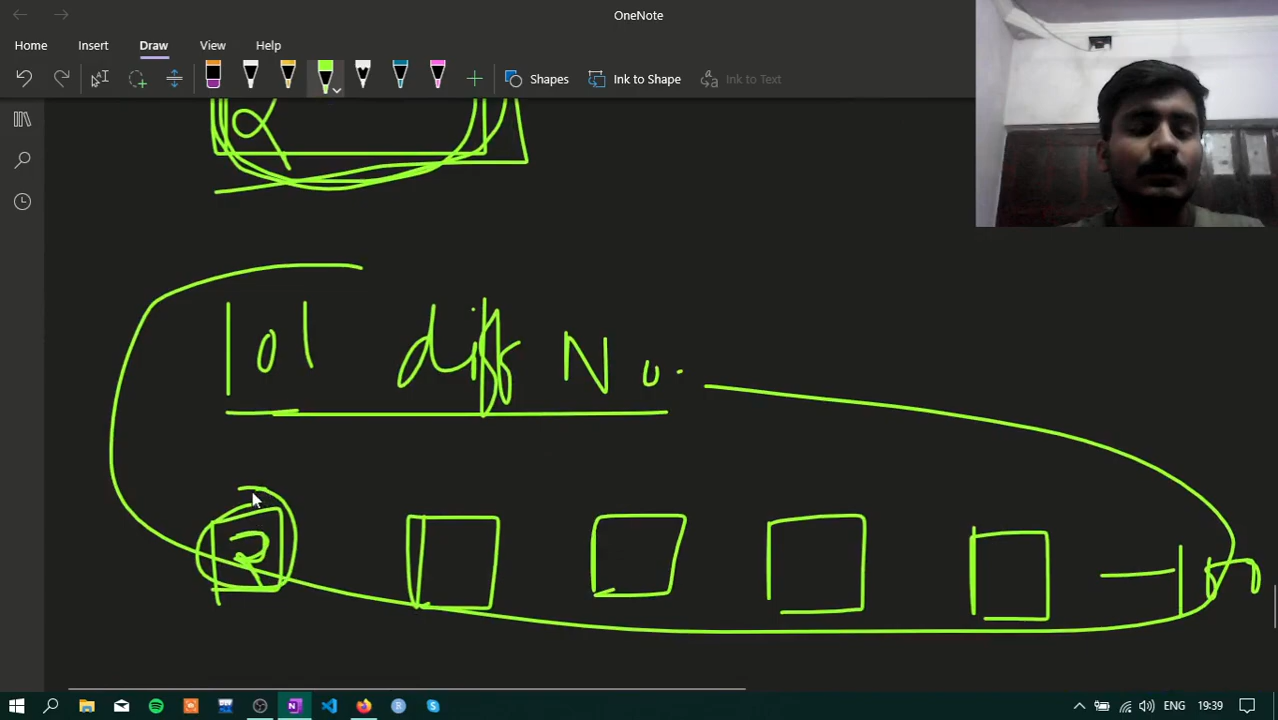 OneNote
Home Insert Draw View Help
Shapes Ink to Shape Ink to Text
2
101 diff No.
2
ENG 19:39